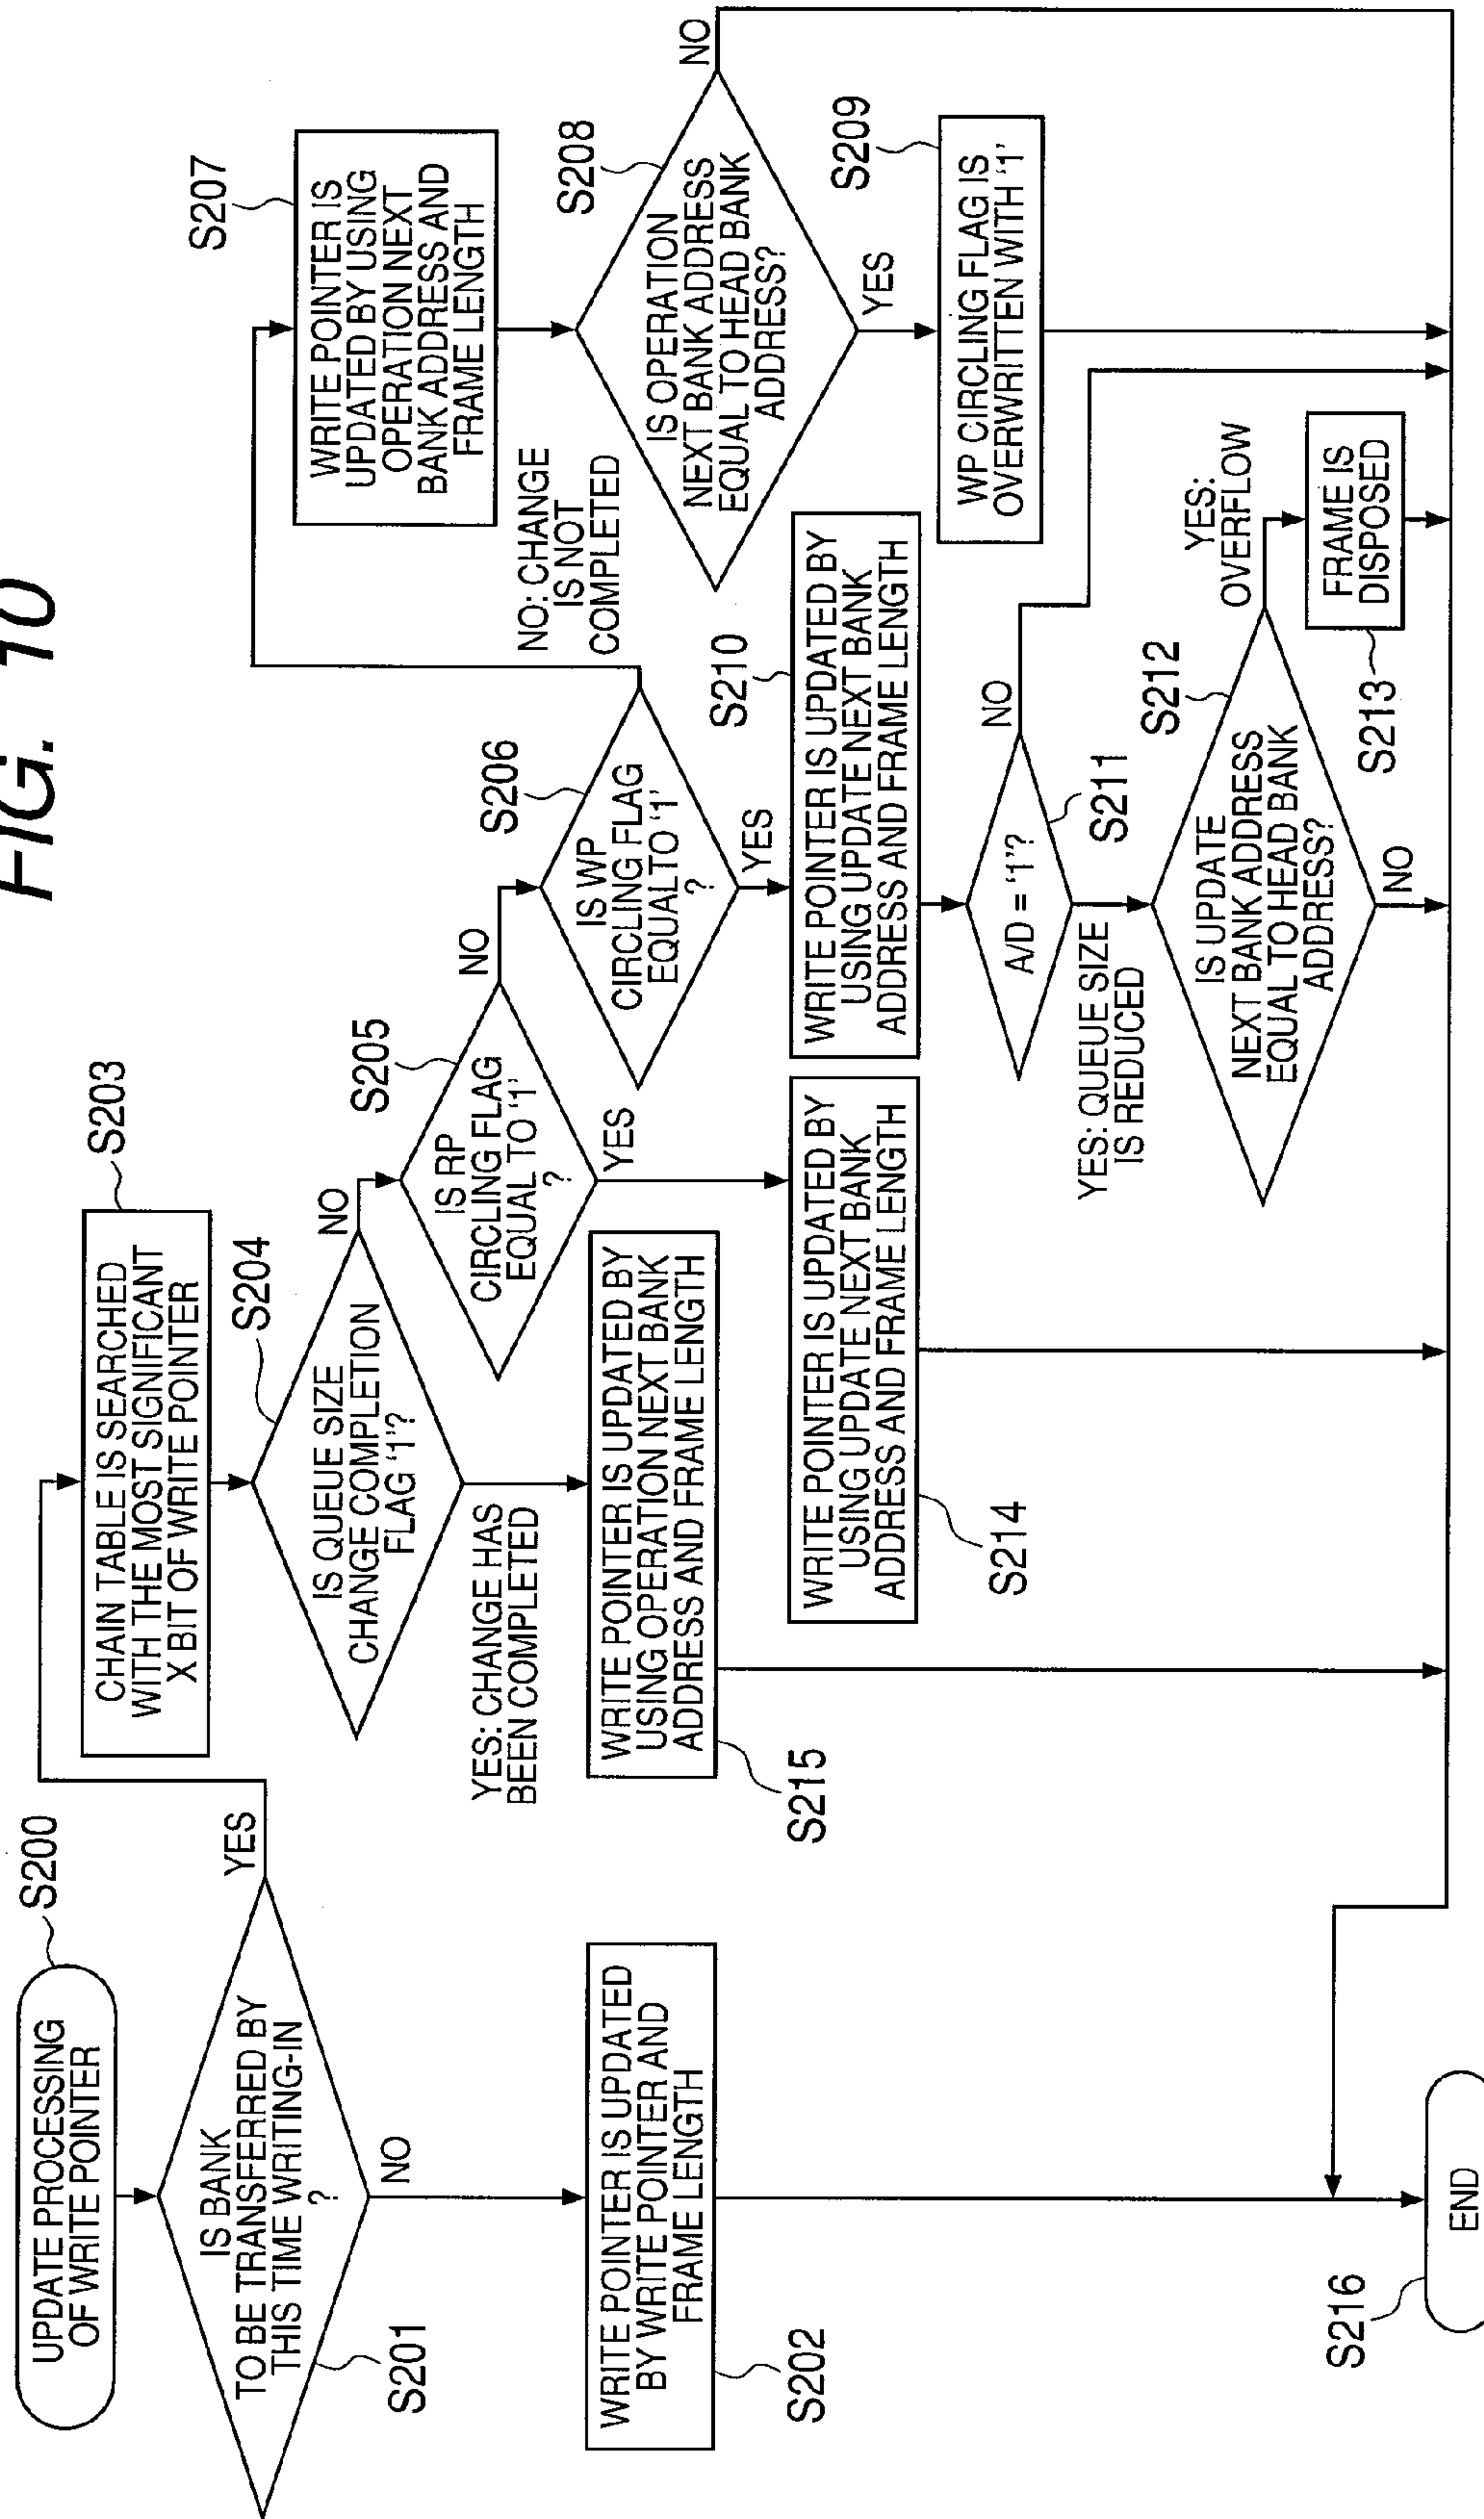 FIG. 10
UPDATE PROCESSING
OF WRITE POINTER
S200
IS BANK
TO BE TRANSFERRED BY
THIS TIME WRITING-IN
?
S201
YES
NO
WRITE POINTER IS UPDATED
BY WRITE POINTER AND
FRAME LENGTH
S202
CHAIN TABLE IS SEARCHED
WITH THE MOST SIGNIFICANT
X BIT OF WRITE POINTER
S203
IS QUEUE SIZE
CHANGE COMPLETION
FLAG '1'?
S204
NO
YES: CHANGE HAS
BEEN COMPLETED
WRITE POINTER IS UPDATED BY
USING OPERATION NEXT BANK
ADDRESS AND FRAME LENGTH
S215
IS RP
CIRCLING FLAG
EQUAL TO '1'
?
S205
NO
YES
WRITE POINTER IS UPDATED BY
USING UPDATE NEXT BANK
ADDRESS AND FRAME LENGTH
S214
IS WP
CIRCLING FLAG
EQUAL TO '1'
?
S206
NO: CHANGE
IS NOT
COMPLETED
YES
WRITE POINTER IS
UPDATED BY USING
OPERATION NEXT
BANK ADDRESS AND
FRAME LENGTH
S207
IS OPERATION
NEXT BANK ADDRESS
EQUAL TO HEAD BANK
ADDRESS?
S208
NO
YES
WP CIRCLING FLAG IS
OVERWRITTEN WITH '1'
S209
WRITE POINTER IS UPDATED BY
USING UPDATE NEXT BANK
ADDRESS AND FRAME LENGTH
S210
A/D = '1'?
S211
NO
YES: QUEUE SIZE
IS REDUCED
IS UPDATE
NEXT BANK ADDRESS
EQUAL TO HEAD BANK
ADDRESS?
S212
YES:
OVERFLOW
NO
FRAME IS
DISPOSED
S213
END
S216